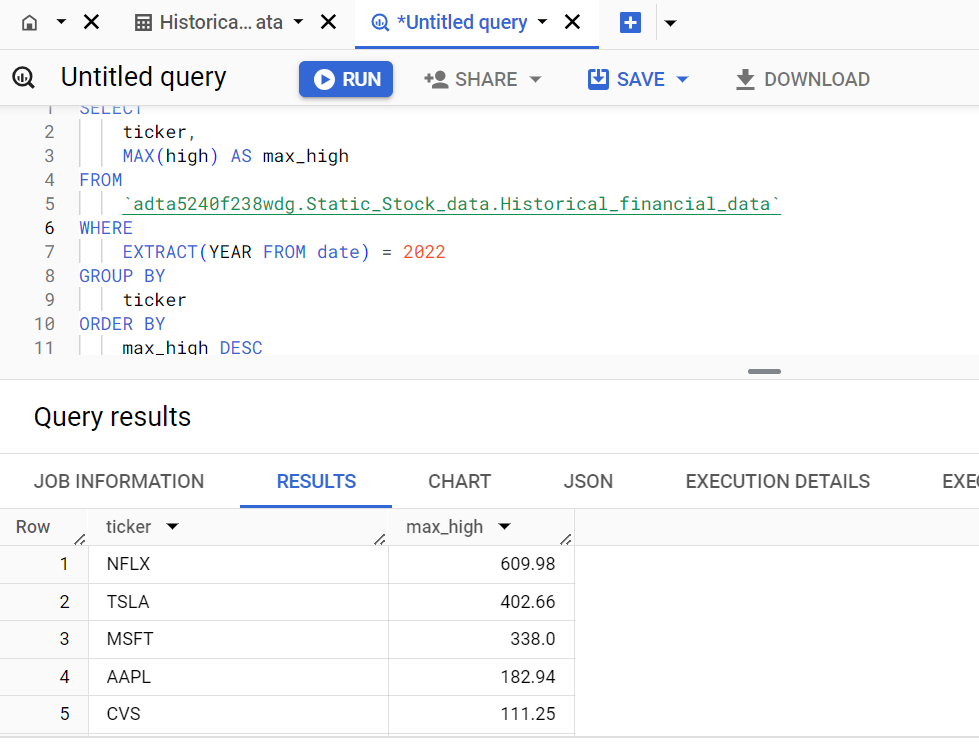 Historica... ata
*Untitled query
Untitled query
RUN
SHARE
SAVE
DOWNLOAD
1 SELECT
2 ticker,
3 MAX(high) AS max_high
4 FROM
5 `adta5240f238wdg.Static_Stock_data.Historical_financial_data`
6 WHERE
7 EXTRACT(YEAR FROM date) = 2022
8 GROUP BY
9 ticker
10 ORDER BY
11 max_high DESC
Query results
JOB INFORMATION
RESULTS
CHART
JSON
EXECUTION DETAILS
EXE
Row ticker max_high
1 NFLX 609.98
2 TSLA 402.66
3 MSFT 338.0
4 AAPL 182.94
5 CVS 111.25